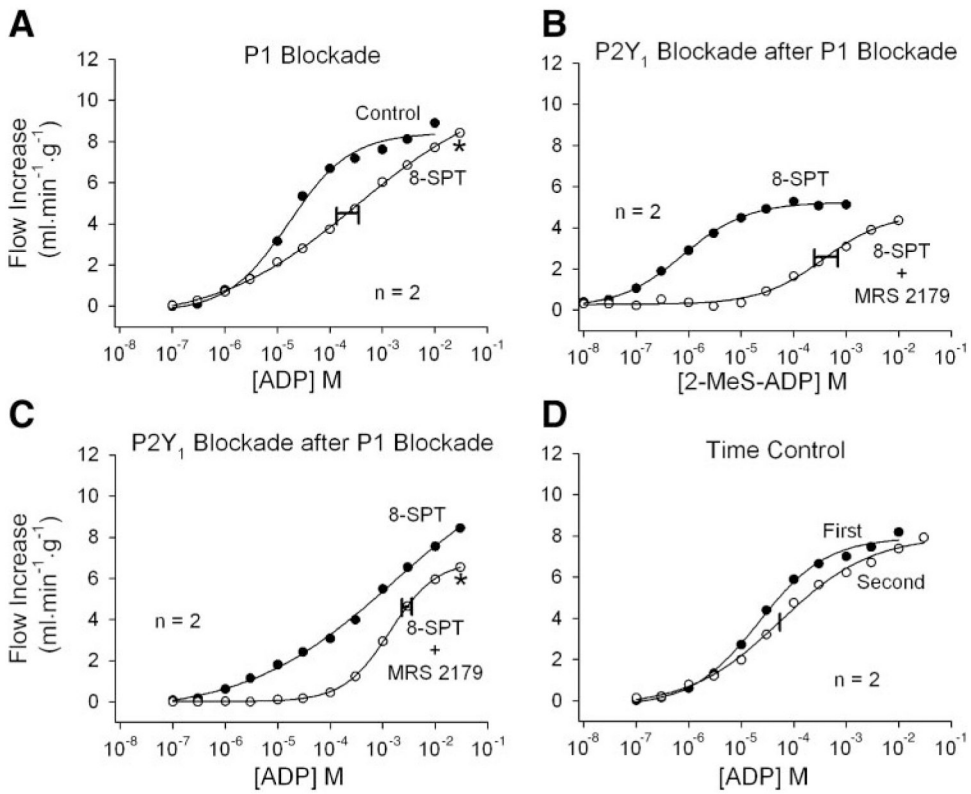 A
P1 Blockade
Flow Increase
(ml·min⁻¹·g⁻¹)
12
10
8
6
4
2
0
Control
*
8-SPT
n = 2
10⁻⁸ 10⁻⁷ 10⁻⁶ 10⁻⁵ 10⁻⁴ 10⁻³ 10⁻² 10⁻¹
[ADP] M
B
P2Y₁ Blockade after P1 Blockade
12
10
8
6
4
2
0
8-SPT
n = 2
8-SPT
+
MRS 2179
10⁻⁸ 10⁻⁷ 10⁻⁶ 10⁻⁵ 10⁻⁴ 10⁻³ 10⁻² 10⁻¹
[2-MeS-ADP] M
C
P2Y₁ Blockade after P1 Blockade
Flow Increase
(ml·min⁻¹·g⁻¹)
12
10
8
6
4
2
0
8-SPT
n = 2
*
8-SPT
+
MRS 2179
10⁻⁸ 10⁻⁷ 10⁻⁶ 10⁻⁵ 10⁻⁴ 10⁻³ 10⁻² 10⁻¹
[ADP] M
D
Time Control
12
10
8
6
4
2
0
First
Second
n = 2
10⁻⁸ 10⁻⁷ 10⁻⁶ 10⁻⁵ 10⁻⁴ 10⁻³ 10⁻² 10⁻¹
[ADP] M